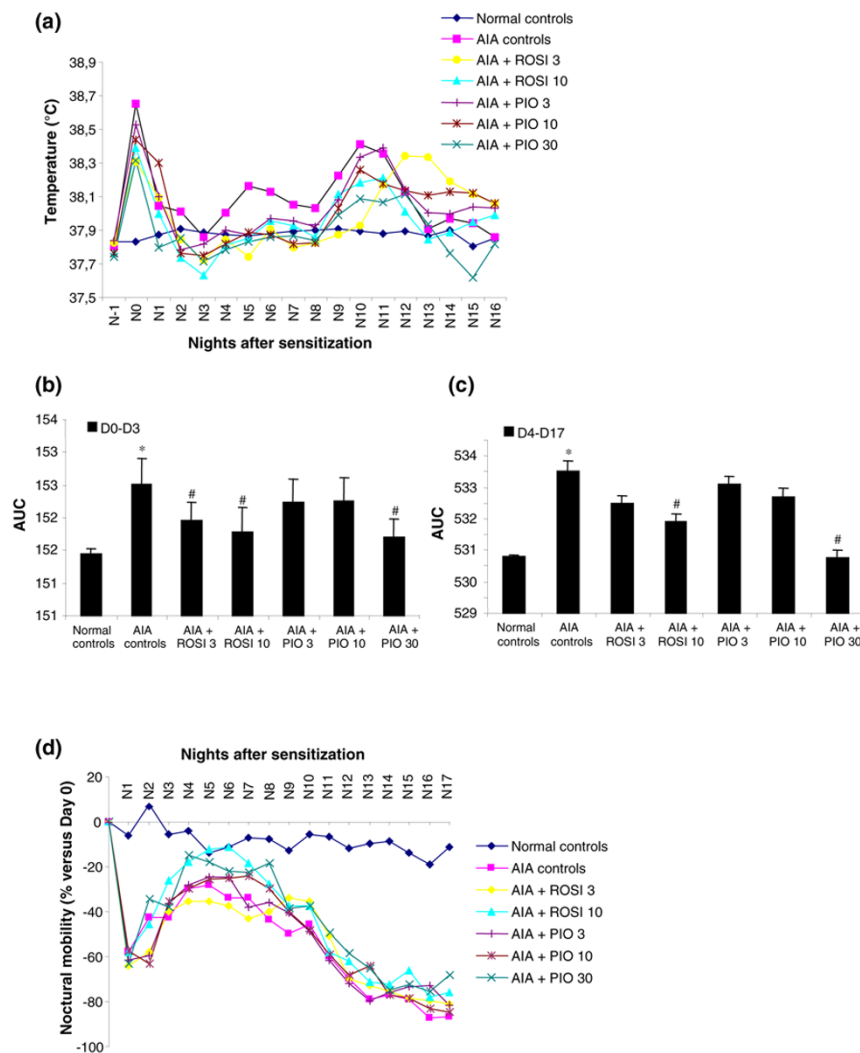 (a)
Normal controls
AIA controls
AIA + ROSI 3
AIA + ROSI 10
AIA + PIO 3
AIA + PIO 10
AIA + PIO 30
Temperature (°C)
38,9
38,7
38,5
38,3
38,1
37,9
37,7
37,5
N-1 N0 N1 N2 N3 N4 N5 N6 N7 N8 N9 N10 N11 N12 N13 N14 N15 N16
Nights after sensitization
(b)
D0-D3
AUC
154
153
153
152
152
151
151
* # # #
Normal controls
AIA controls
AIA + ROSI 3
AIA + ROSI 10
AIA + PIO 3
AIA + PIO 10
AIA + PIO 30
(c)
D4-D17
AUC
534
533
532
531
530
529
* # #
Normal controls
AIA controls
AIA + ROSI 3
AIA + ROSI 10
AIA + PIO 3
AIA + PIO 10
AIA + PIO 30
(d)
Nights after sensitization
N1 N2 N3 N4 N5 N6 N7 N8 N9 N10 N11 N12 N13 N14 N15 N16 N17
Noctural mobility (% versus Day 0)
20
0
-20
-40
-60
-80
-100
Normal controls
AIA controls
AIA + ROSI 3
AIA + ROSI 10
AIA + PIO 3
AIA + PIO 10
AIA + PIO 30